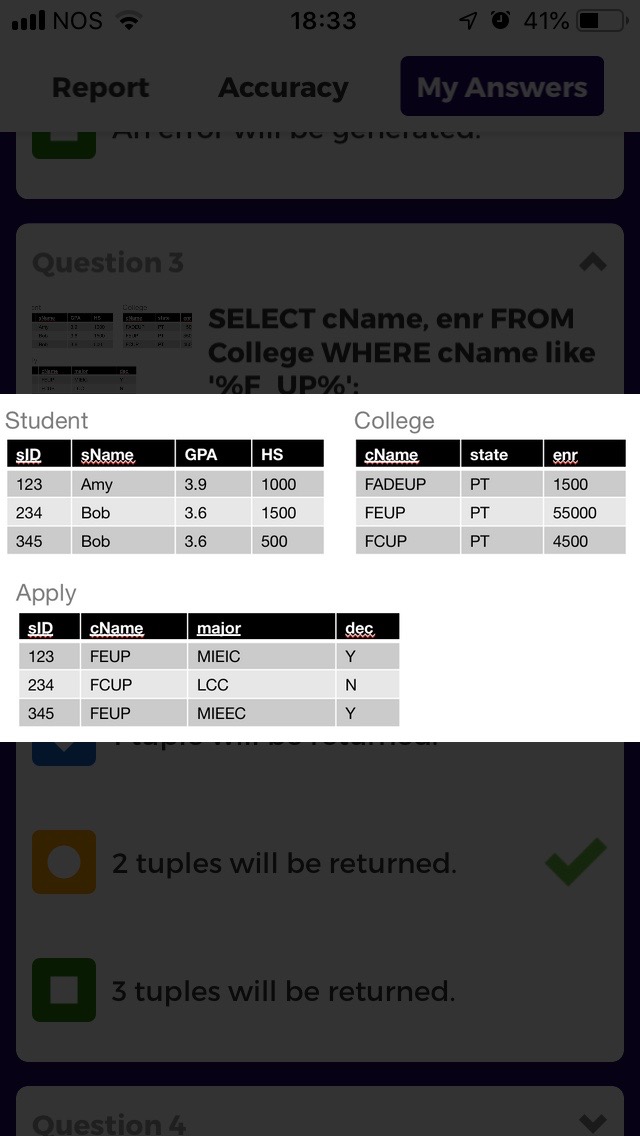 NOS 18:33 41%
Report Accuracy My Answers
An error will be generated.
Question 3
SELECT cName, enr FROM
College WHERE cName like
'%F_UP%';
Student College
sID sName GPA HS cName state enr
123 Amy 3.9 1000 FADEUP PT 1500
234 Bob 3.6 1500 FEUP PT 55000
345 Bob 3.6 500 FCUP PT 4500
Apply
sID cName major dec
123 FEUP MIEIC Y
234 FCUP LCC N
345 FEUP MIEEC Y
1 tuple will be returned.
2 tuples will be returned.
3 tuples will be returned.
Question 4